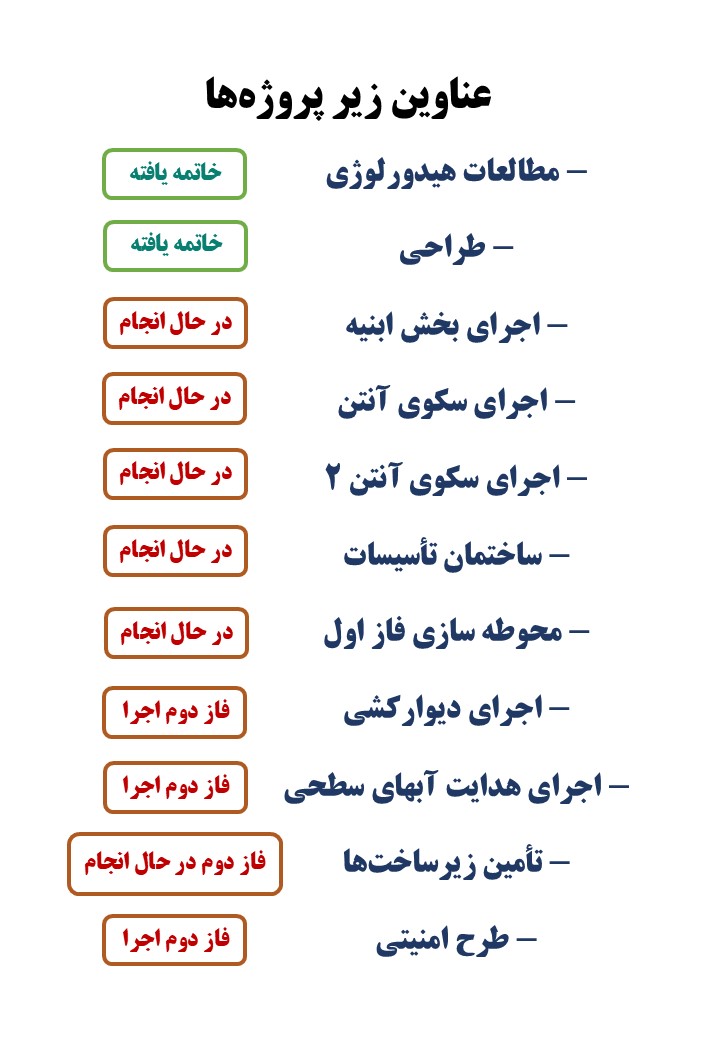 عناوین زیر پروژه‌ها
– مطالعات هیدورلوژی خاتمه یافته
– طراحی خاتمه یافته
– اجرای بخش ابنیه در حال انجام
– اجرای سکوی آنتن در حال انجام
– اجرای سکوی آنتن ۲ در حال انجام
– ساختمان تأسیسات در حال انجام
– محوطه سازی فاز اول در حال انجام
– اجرای دیوارکشی فاز دوم اجرا
– اجرای هدایت آبهای سطحی فاز دوم اجرا
– تأمین زیرساخت‌ها فاز دوم در حال انجام
– طرح امنیتی فاز دوم اجرا